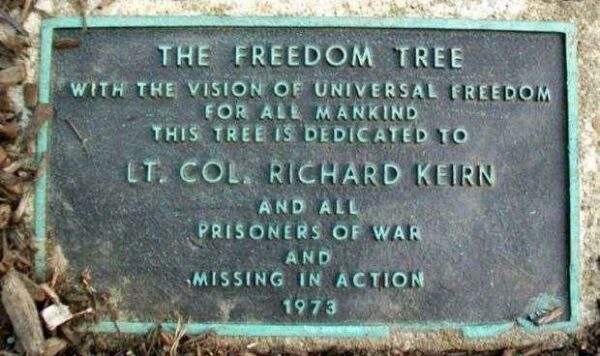 THE FREEDOM TREE
WITH THE VISION OF UNIVERSAL FREEDOM
FOR ALL MANKIND
THIS TREE IS DEDICATED TO
LT. COL. RICHARD KEIRN
AND ALL
PRISONERS OF WAR
AND
MISSING IN ACTION
1973